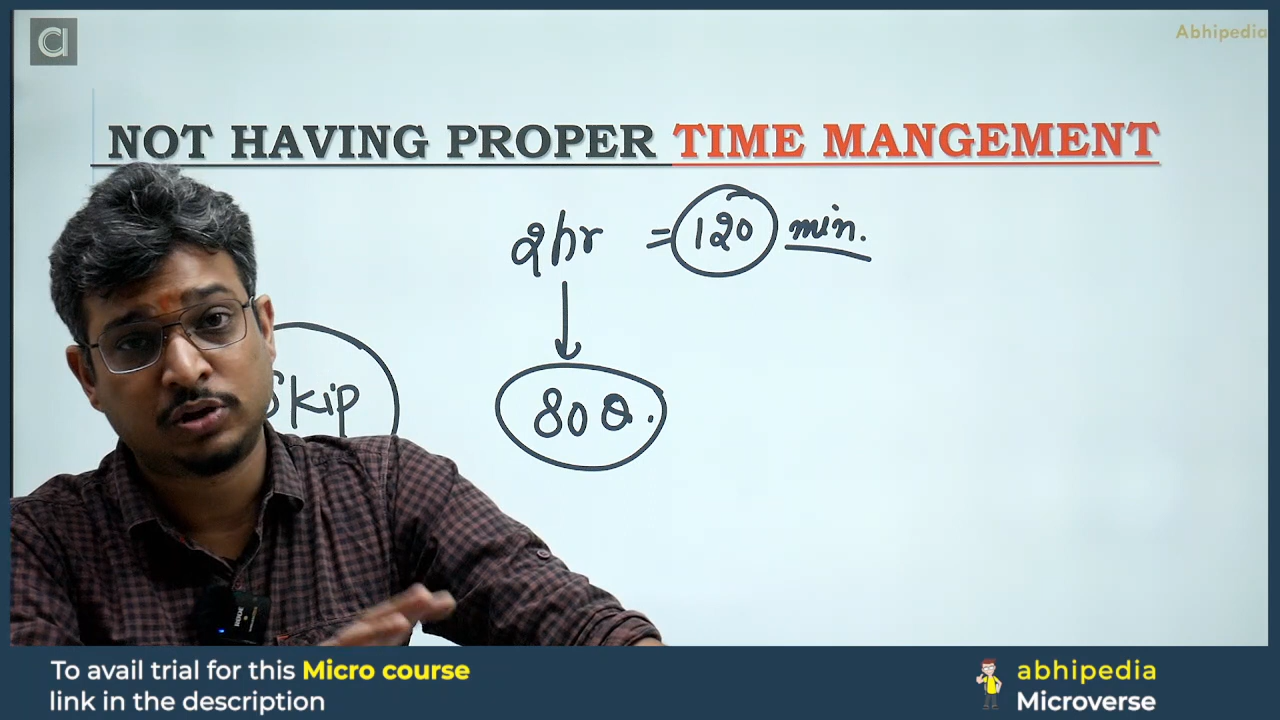 Abhipedia
NOT HAVING PROPER TIME MANGEMENT
2hr = 120 min.
Skip
80 Q.
To avail trial for this Micro course
link in the description
abhipedia
Microverse